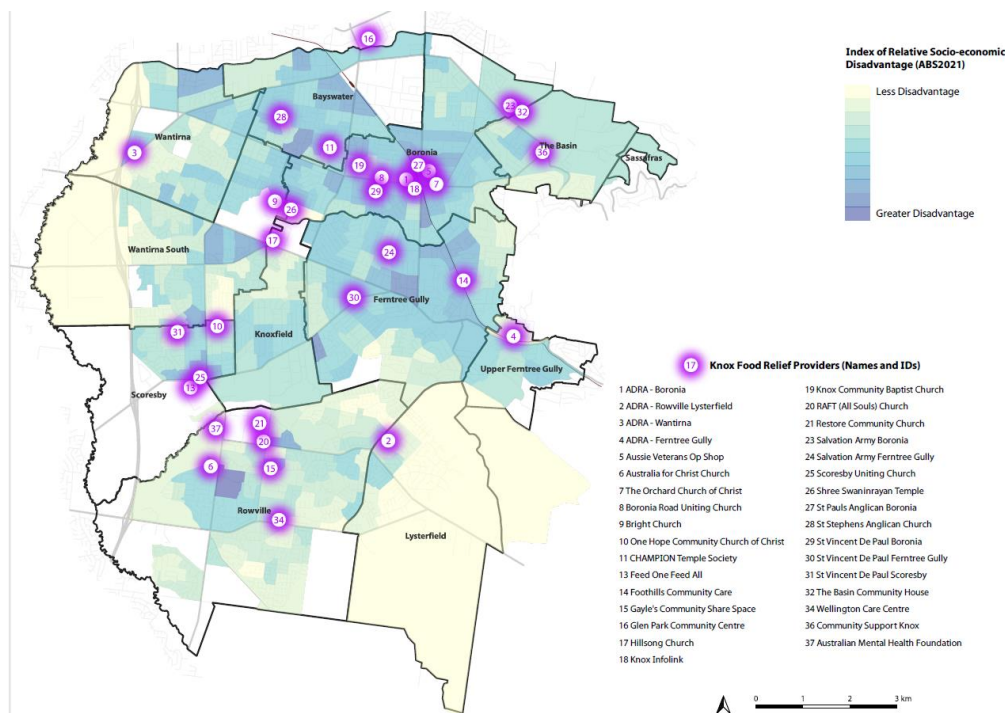 Index of Relative Socio-economic
Disadvantage (ABS2021)
Less Disadvantage
Greater Disadvantage
16
Bayswater
28
Wantirna
3
11
19
Boronia
27
5
8
1
7
29
18
23
32
The Basin
36
Sassafras
9
26
17
Wantirna South
24
14
30
Ferntree Gully
31
10
Knoxfield
4
Upper Ferntree Gully
25
13
Scoresby
37
21
20
2
6
15
Rowville
34
Lysterfield
17 Knox Food Relief Providers (Names and IDs)
1 ADRA - Boronia
2 ADRA - Rowville Lysterfield
3 ADRA - Wantirna
4 ADRA - Ferntree Gully
5 Aussie Veterans Op Shop
6 Australia for Christ Church
7 The Orchard Church of Christ
8 Boronia Road Uniting Church
9 Bright Church
10 One Hope Community Church of Christ
11 CHAMPION Temple Society
13 Feed One Feed All
14 Foothills Community Care
15 Gayle's Community Share Space
16 Glen Park Community Centre
17 Hillsong Church
18 Knox Infolink
19 Knox Community Baptist Church
20 RAFT (All Souls) Church
21 Restore Community Church
23 Salvation Army Boronia
24 Salvation Army Ferntree Gully
25 Scoresby Uniting Church
26 Shree Swaninrayan Temple
27 St Pauls Anglican Boronia
28 St Stephens Anglican Church
29 St Vincent De Paul Boronia
30 St Vincent De Paul Ferntree Gully
31 St Vincent De Paul Scoresby
32 The Basin Community House
34 Wellington Care Centre
36 Community Support Knox
37 Australian Mental Health Foundation
0 1 2 3 km